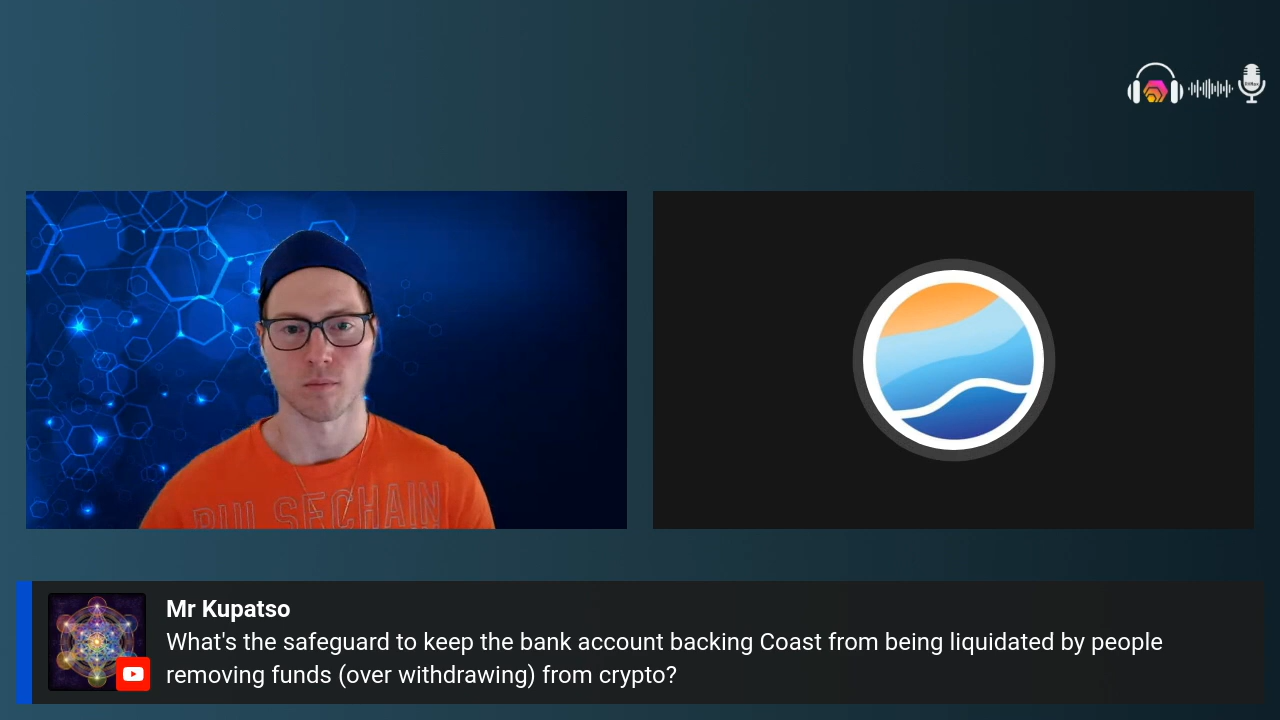 PULSECHAIN
Mr Kupatso
What's the safeguard to keep the bank account backing Coast from being liquidated by people
removing funds (over withdrawing) from crypto?